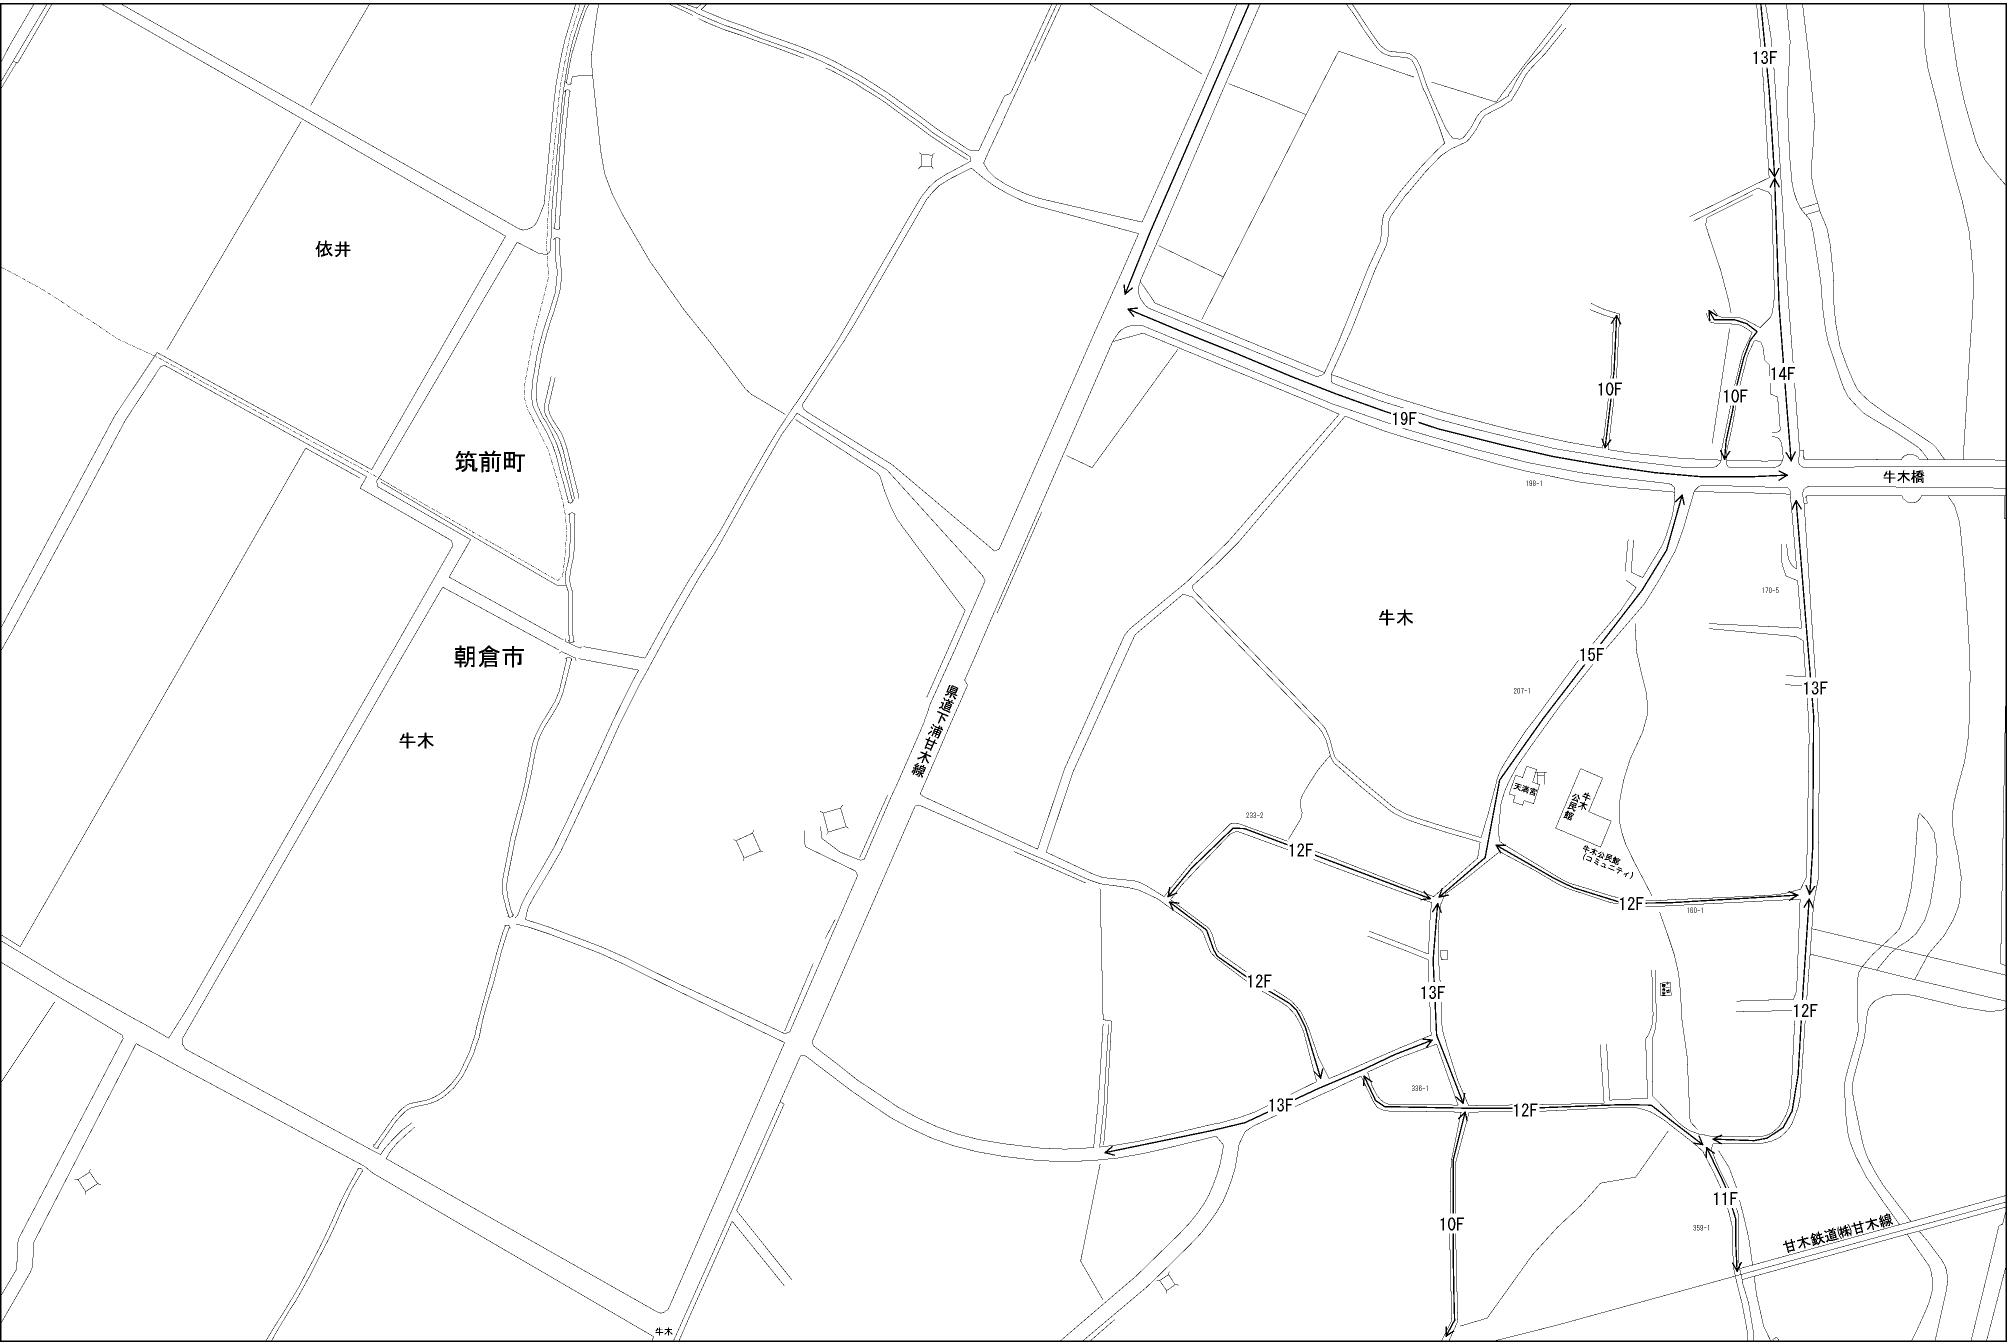 13F
依井
14F
10F
10F
19F
筑前町
牛木橋
198-1
170-5
牛木
朝倉市
15F
13F
207-1
県道下浦甘木線
牛木
天満宮
牛木
公民館
233-2
12F
牛木公民館
(コミュニティ)
12F
160-1
12F
13F
12F
336-1
13F
12F
11F
10F
359-1
甘木鉄道㈱甘木線
牛木